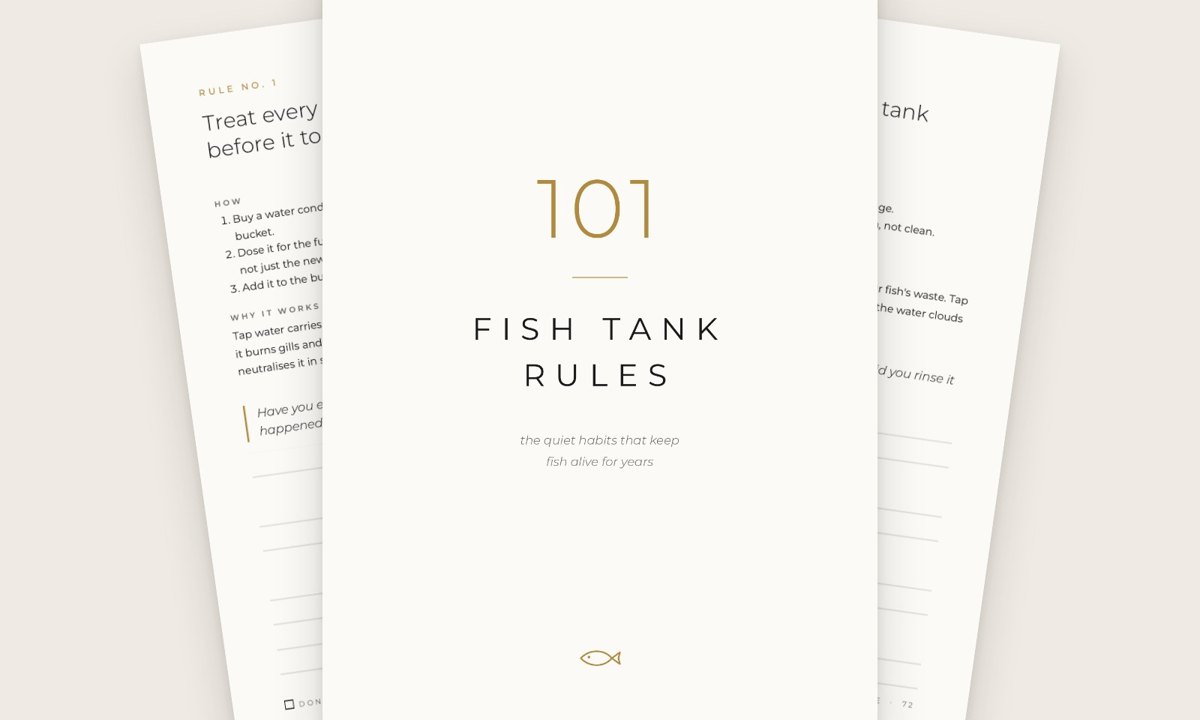 RULE NO. 1
Treat every
before it to
HOW
1. Buy a water cond
bucket.
2. Dose it for the fu
not just the new
3. Add it to the bu
WHY IT WORKS
Tap water carries
it burns gills and
neutralises it in s
Have you e
happened
DON
101
FISH TANK
RULES
the quiet habits that keep
fish alive for years
tank
ge.
, not clean.
r fish's waste. Tap
the water clouds
d you rinse it
E · 72